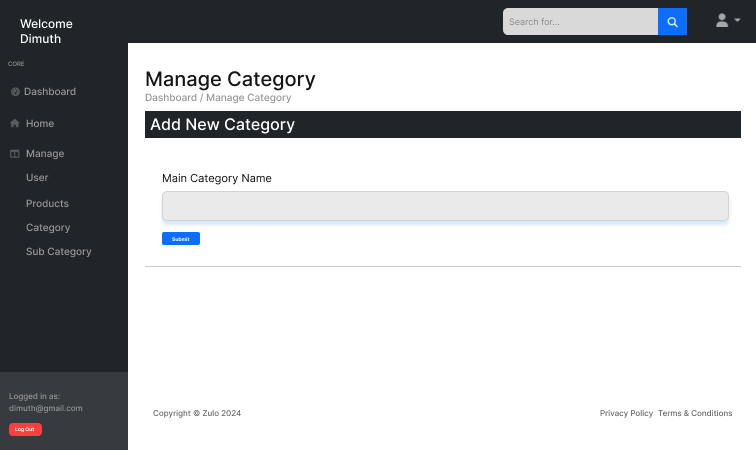 Welcome
Dimuth
Search for...
CORE
Dashboard
Home
Manage
User
Products
Category
Sub Category
Logged in as:
dimuth@gmail.com
Log Out
Manage Category
Dashboard / Manage Category
Add New Category
Main Category Name
Submit
Copyright © Zulo 2024
Privacy Policy Terms & Conditions